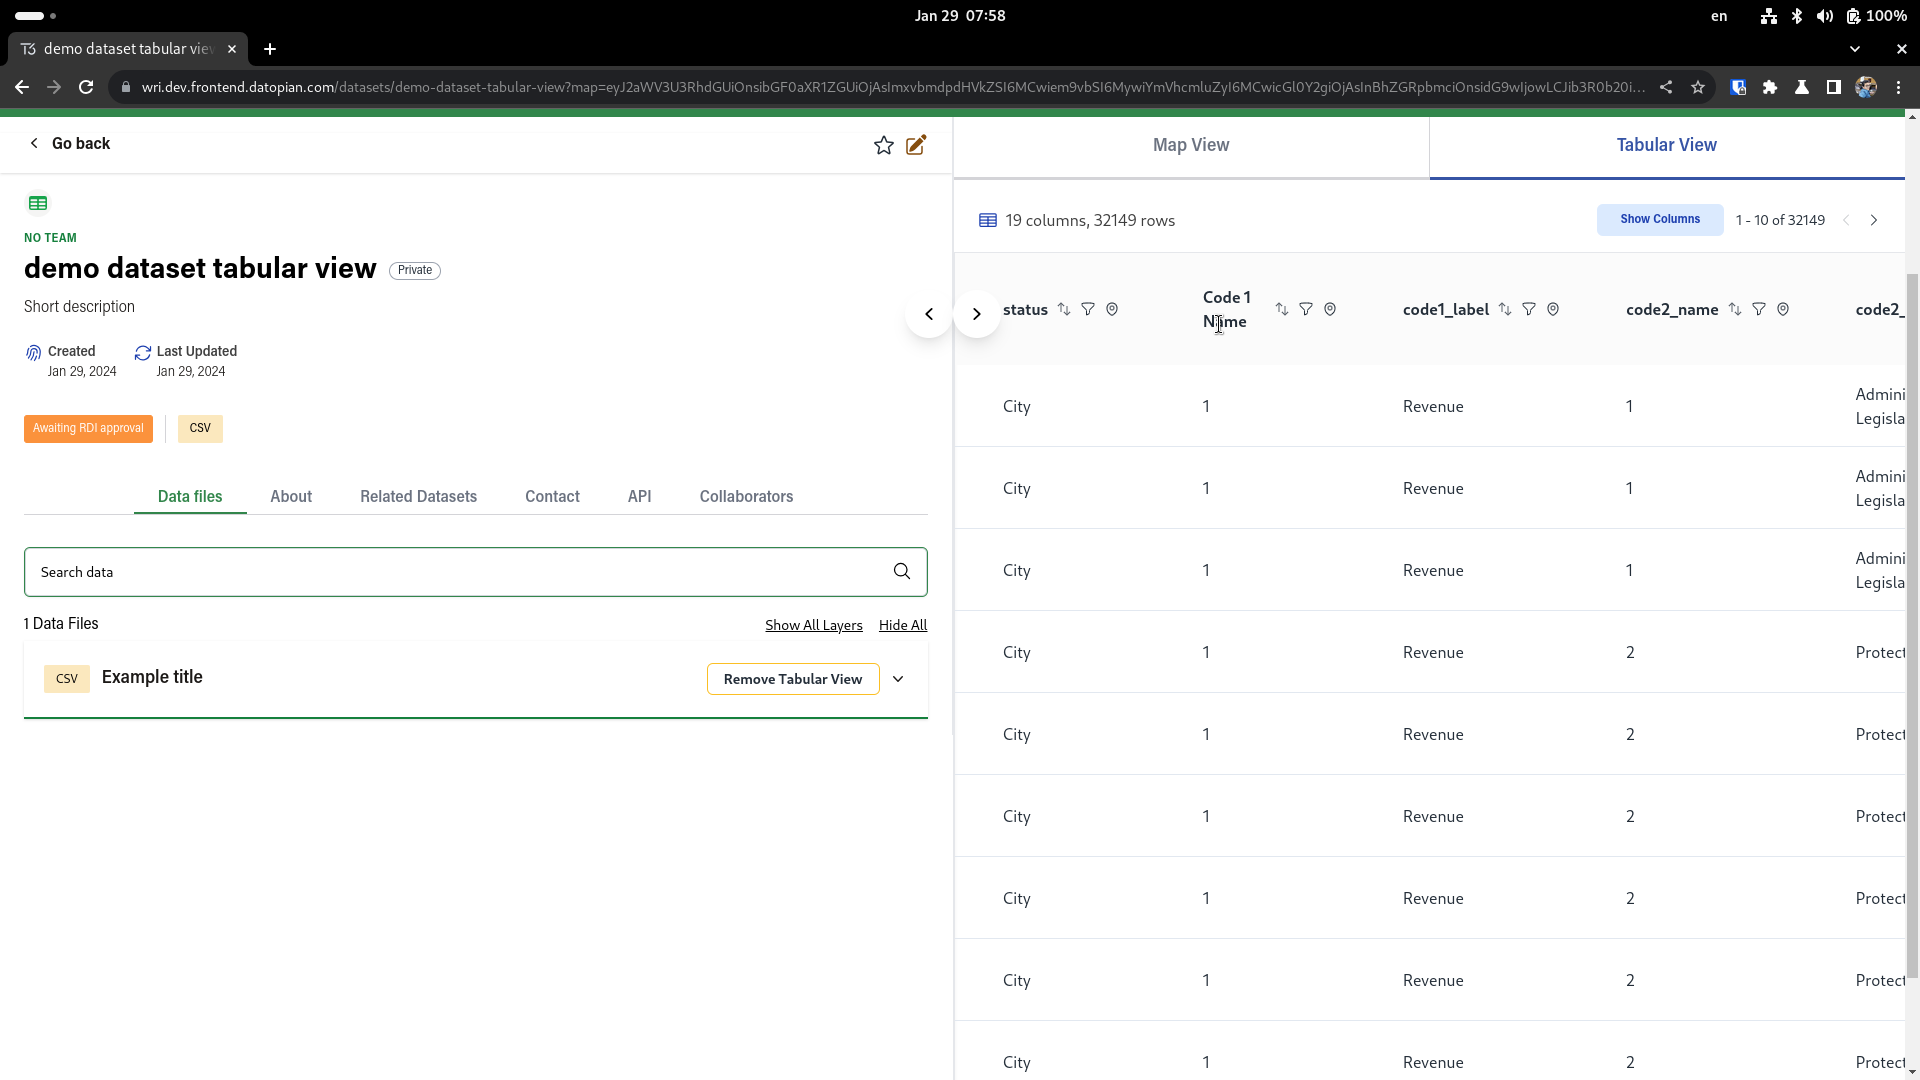 Jan 29 07:58
en
100%
demo dataset tabular vie
wri.dev.frontend.datopian.com/datasets/demo-dataset-tabular-view?map=
Go back
Map View
Tabular View
19 columns, 32149 rows
Show Columns
1 - 10 of 32149
NO TEAM
demo dataset tabular view
Private
Short description
Created
Jan 29, 2024
Last Updated
Jan 29, 2024
Awaiting RDI approval
CSV
Data files
About
Related Datasets
Contact
API
Collaborators
Search data
1 Data Files
Show All Layers
Hide All
CSV
Example title
Remove Tabular View
status
Code 1
Name
code1_label
code2_name
code2_
City 1 Revenue 1 Admini
Legisla
City 1 Revenue 1 Admini
Legisla
City 1 Revenue 1 Admini
Legisla
City 1 Revenue 2 Protect
City 1 Revenue 2 Protect
City 1 Revenue 2 Protect
City 1 Revenue 2 Protect
City 1 Revenue 2 Protect
City 1 Revenue 2 Protect